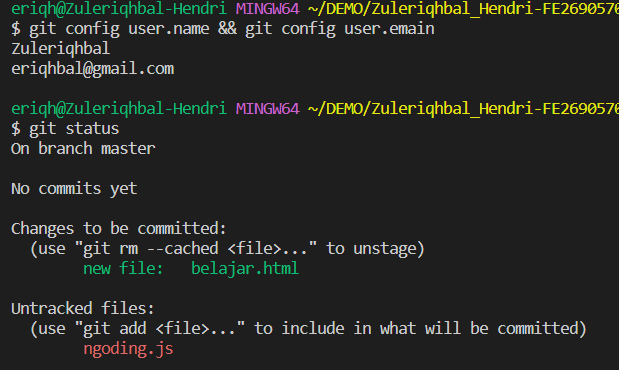 eriqh@Zuleriqhbal-Hendri MINGW64 ~/DEMO/Zuleriqhbal_Hendri-FE2690570
$ git config user.name && git config user.emain
Zuleriqhbal
eriqhbal@gmail.com
eriqh@Zuleriqhbal-Hendri MINGW64 ~/DEMO/Zuleriqhbal_Hendri-FE2690570
$ git status
On branch master
No commits yet
Changes to be committed:
(use "git rm --cached <file>..." to unstage)
new file: belajar.html
Untracked files:
(use "git add <file>..." to include in what will be committed)
ngoding.js